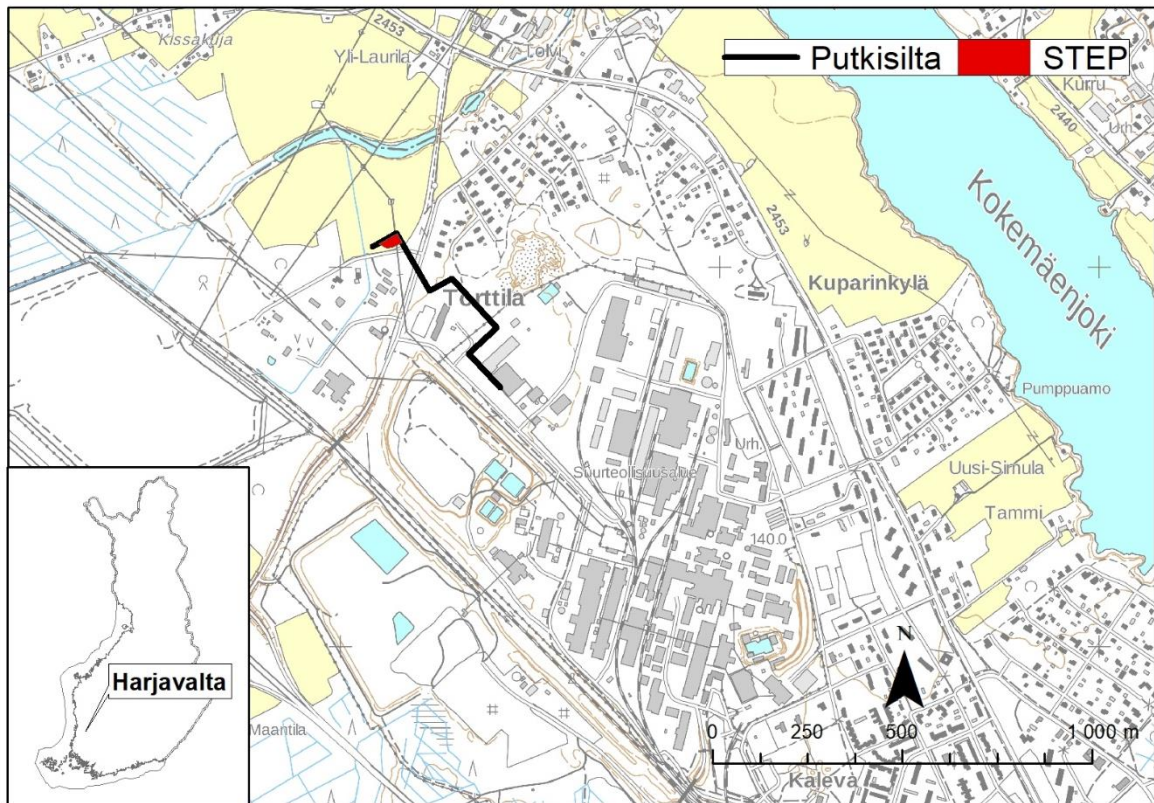 2453
Kissakuja
Yli-Laurila
Tolvi
Putkisilta STEP
Kurru
2440
Urh.
Kokemäenjoki
2453
Kuparinkylä
Torttila
Pumppuamo
Urh.
Suurteollisuusalue
Uusi-Simula
Tammi
140.0
N
Harjavalta
Maantila
0 250 500 1 000 m
Kaleva